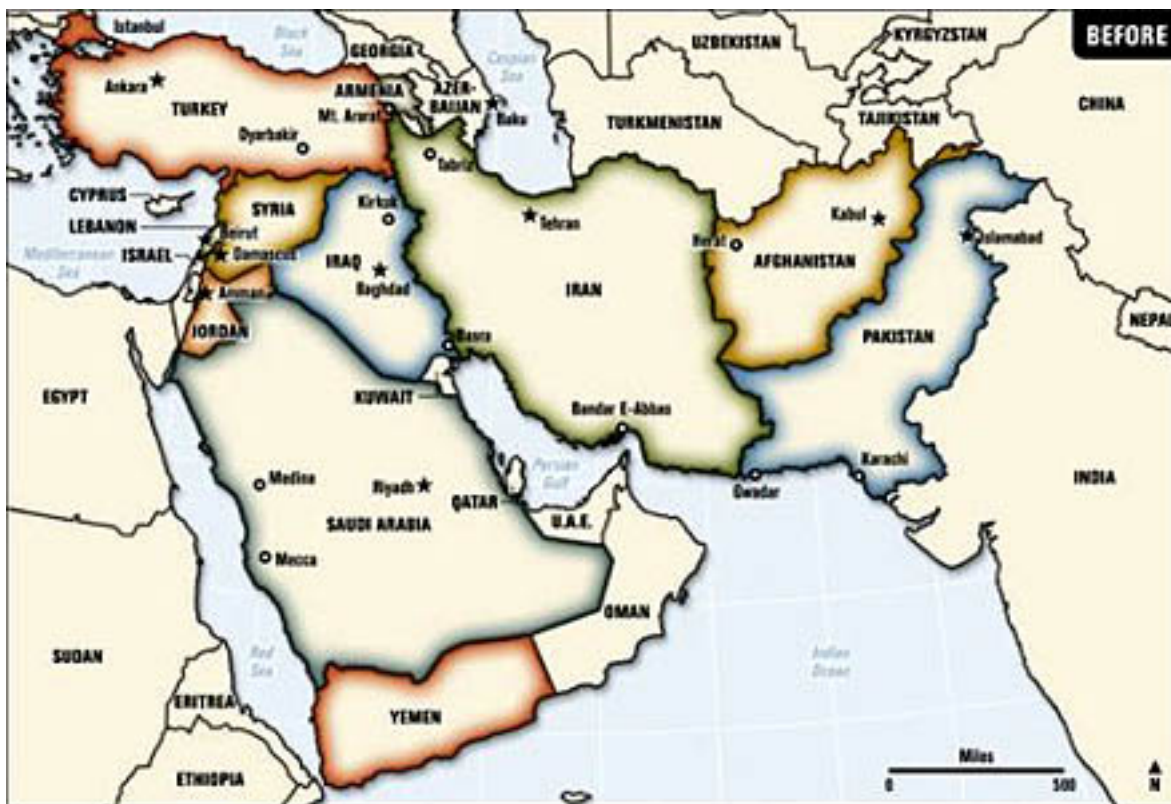 BEFORE
Istanbul
Black
Sea
GEORGIA
Caspian
Sea
UZBEKISTAN
KYRGYZSTAN
Ankara
TURKEY
ARMENIA
Mt. Ararat
AZER-
BAIJAN
Baku
TURKMENISTAN
TAJIKISTAN
CHINA
Dyarbakir
Tabriz
CYPRUS
LEBANON
SYRIA
Kirkuk
Tehran
Herat
Kabul
Islamabad
Beirut
Mediterranean
Sea
ISRAEL
Damascus
IRAQ
Baghdad
AFGHANISTAN
IRAN
Amman
JORDAN
Basra
PAKISTAN
NEPAL
EGYPT
KUWAIT
Bandar E-Abbas
Persian
Gulf
Medina
Riyadh
QATAR
Gwadar
Karachi
INDIA
SAUDI ARABIA
U.A.E.
Mecca
OMAN
SUDAN
Red
Sea
Indian
Ocean
ERITREA
YEMEN
ETHIOPIA
Miles
0
500
N